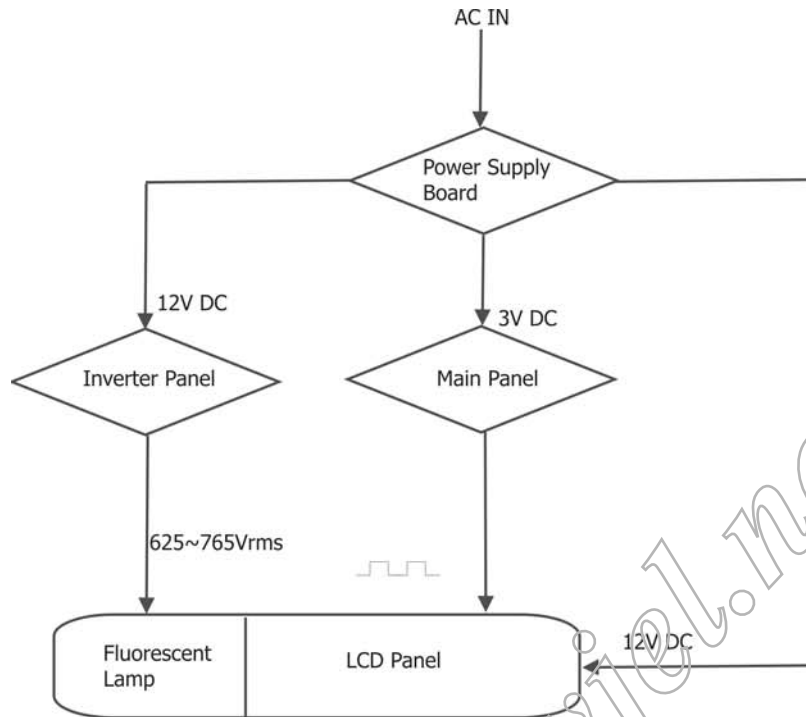 AC IN
Power Supply
Board
12V DC
3V DC
Inverter Panel
Main Panel
625~765Vrms
Fluorescent
Lamp
LCD Panel
12V DC